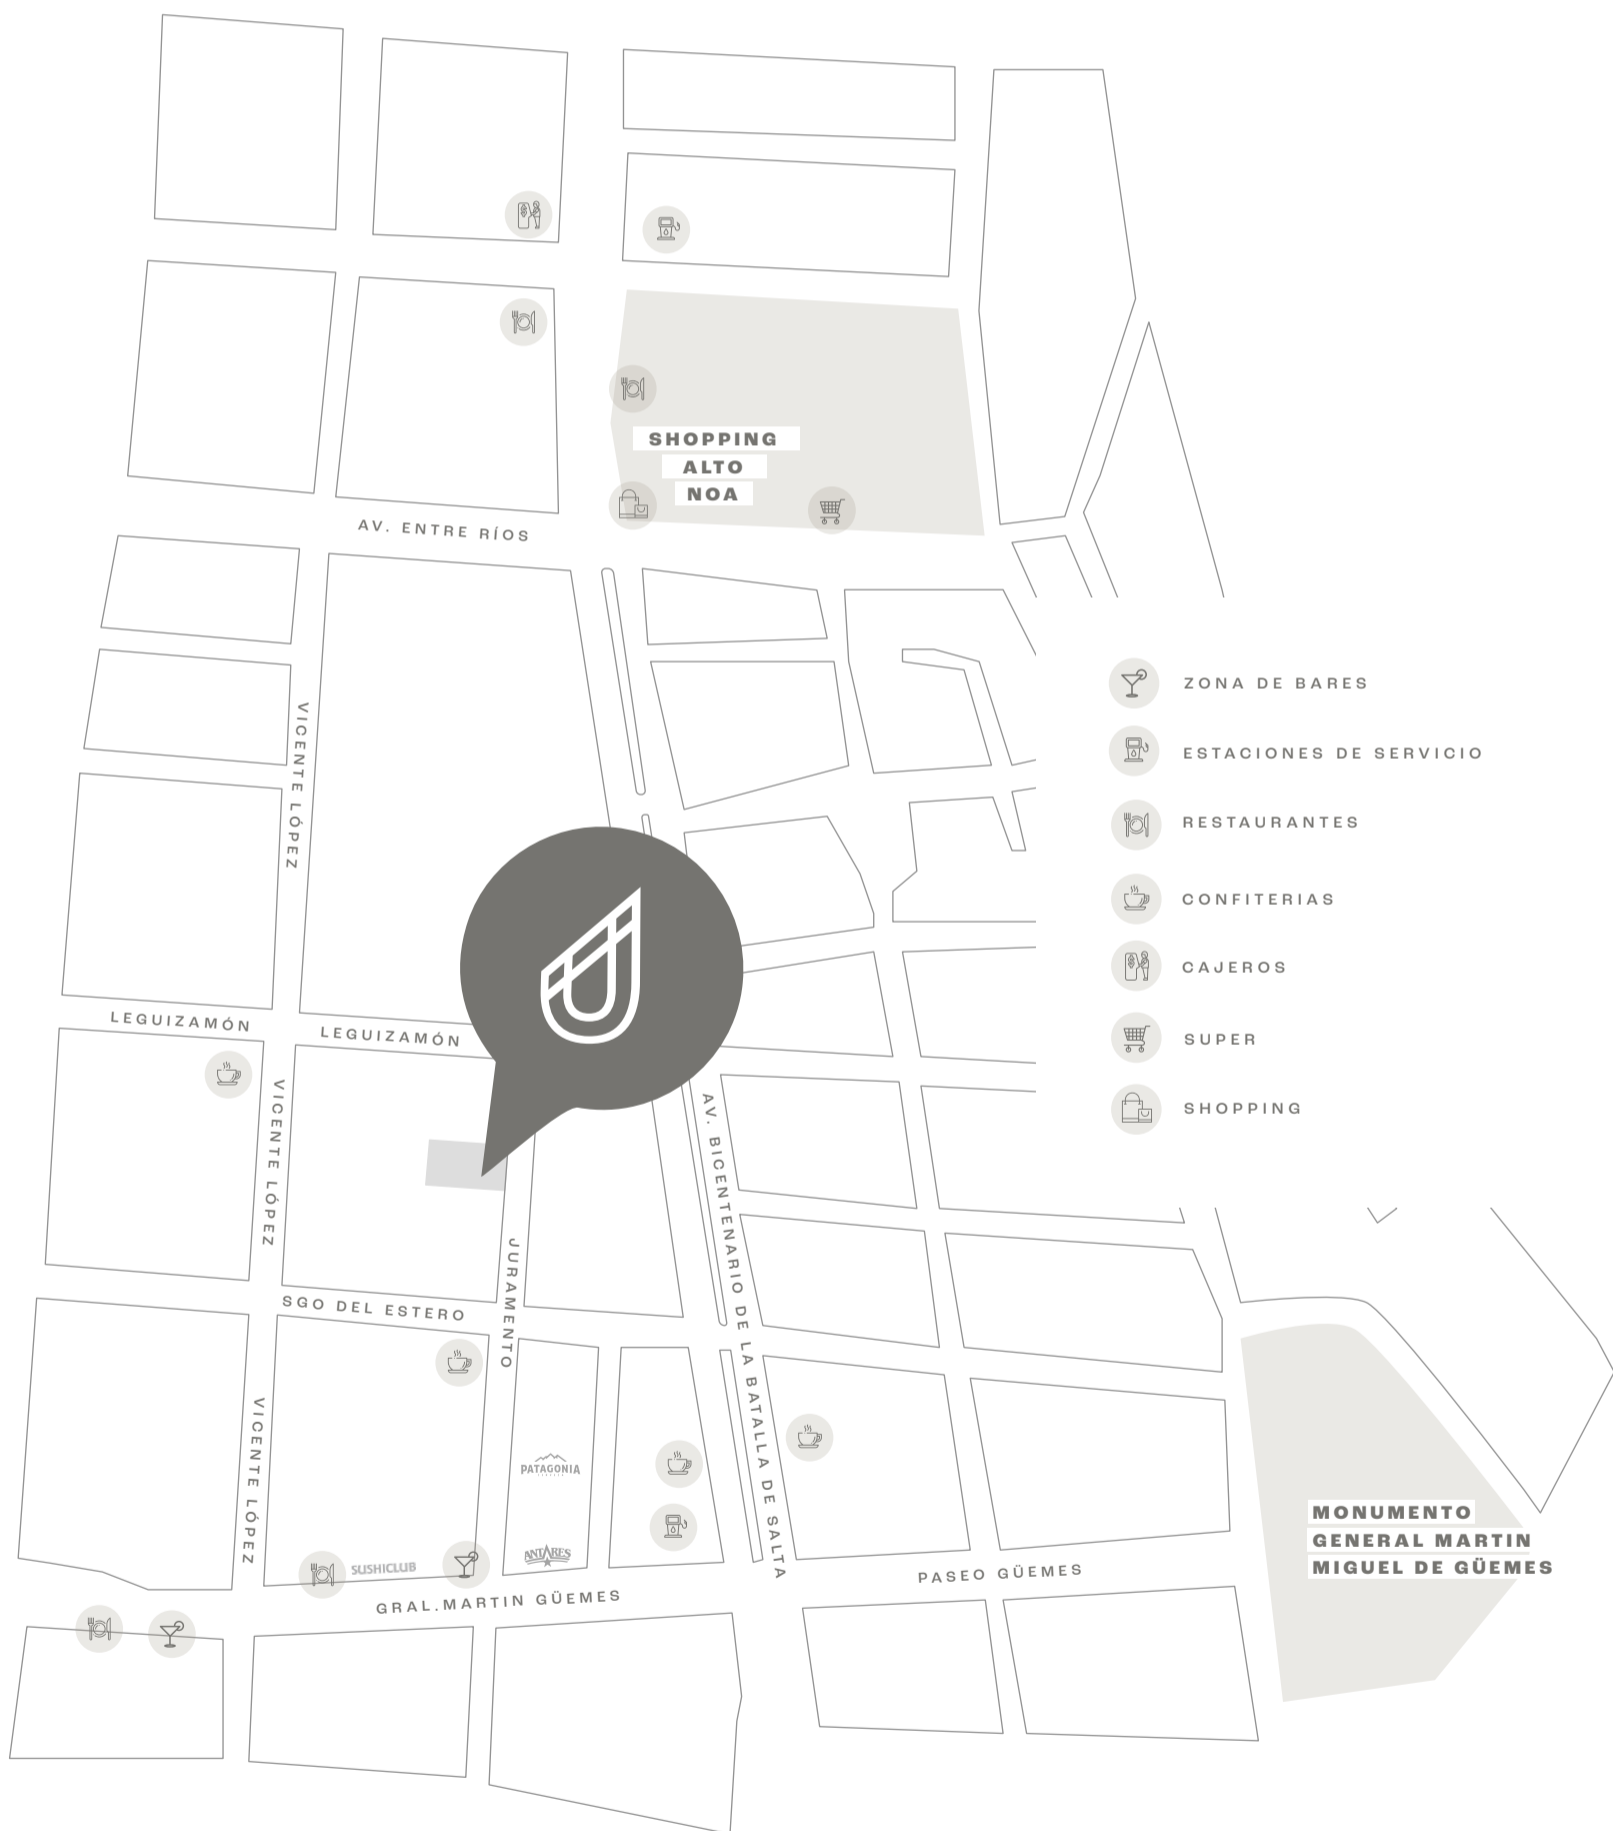 SHOPPING
ALTO
NOA
AV. ENTRE RÍOS
VICENTE LÓPEZ
ZONA DE BARES
ESTACIONES DE SERVICIO
RESTAURANTES
CONFITERIAS
CAJEROS
SUPER
SHOPPING
LEGUIZAMÓN
LEGUIZAMÓN
VICENTE LÓPEZ
AV. BICENTENARIO DE LA BATALLA DE SALTA
JURAMENTO
SGO DEL ESTERO
VICENTE LÓPEZ
PATAGONIA
ANTARES
SUSHICLUB
GRAL.MARTIN GÜEMES
PASEO GÜEMES
MONUMENTO
GENERAL MARTIN
MIGUEL DE GÜEMES